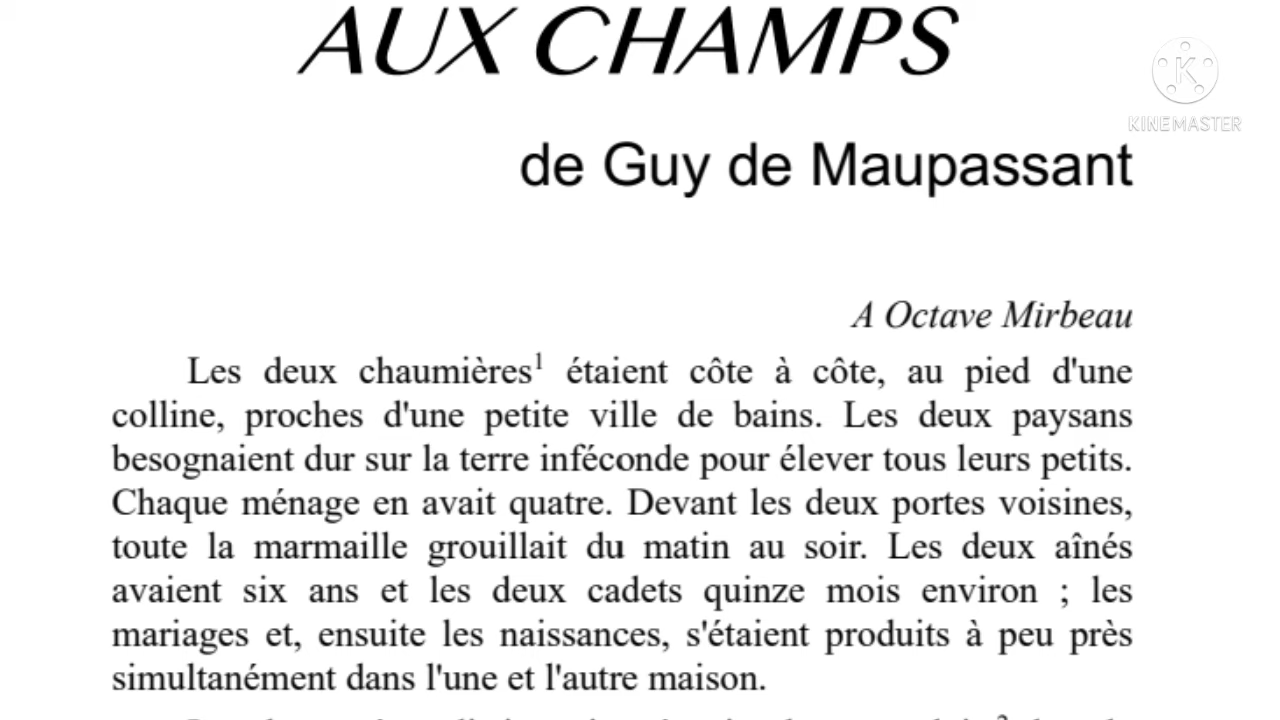 AUX CHAMPS
KINEMASTER
de Guy de Maupassant
A Octave Mirbeau
Les deux chaumières¹ étaient côte à côte, au pied d'une
colline, proches d'une petite ville de bains. Les deux paysans
besognaient dur sur la terre inféconde pour élever tous leurs petits.
Chaque ménage en avait quatre. Devant les deux portes voisines,
toute la marmaille grouillait du matin au soir. Les deux aînés
avaient six ans et les deux cadets quinze mois environ ; les
mariages et, ensuite les naissances, s'étaient produits à peu près
simultanément dans l'une et l'autre maison.